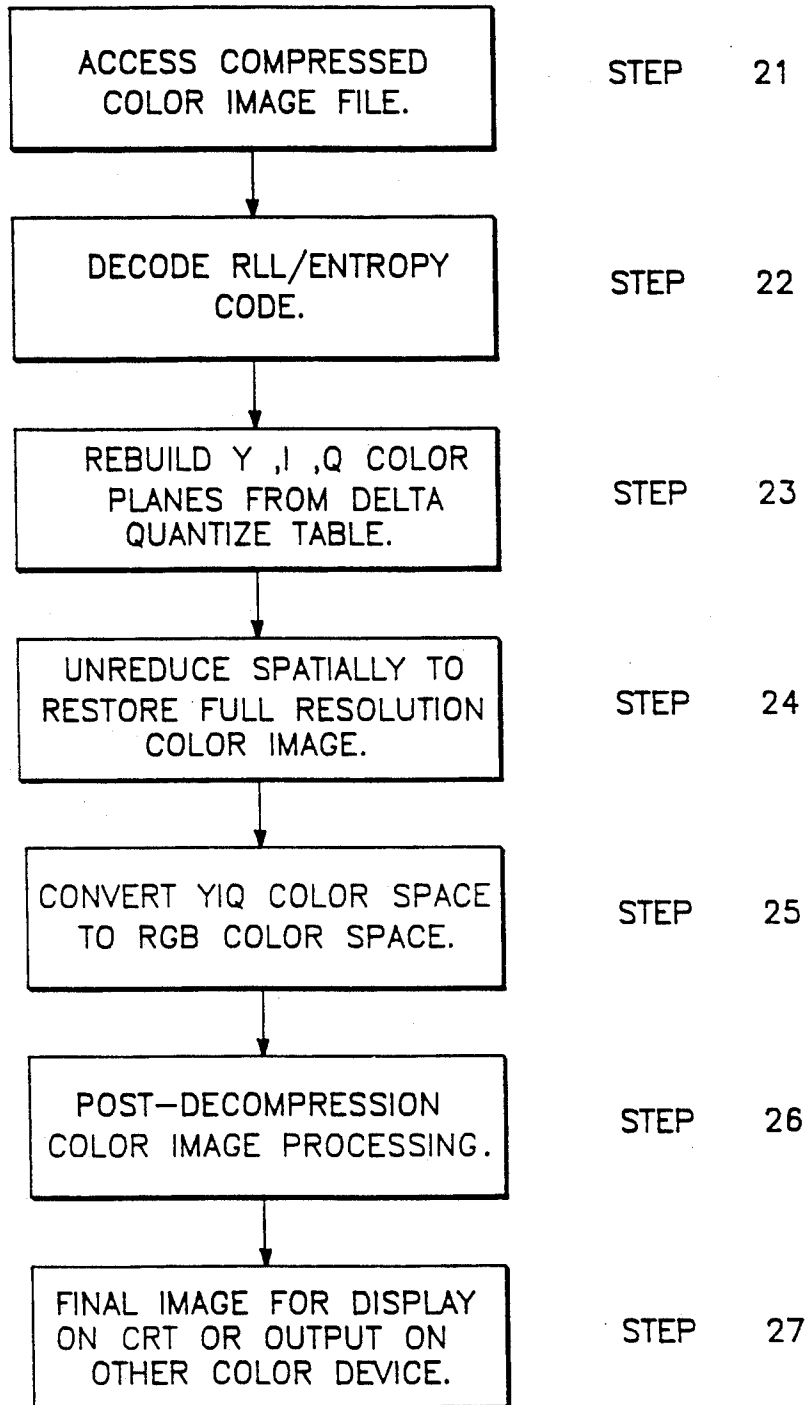 ACCESS COMPRESSED
COLOR IMAGE FILE.
STEP 21
DECODE RLL/ENTROPY
CODE.
STEP 22
REBUILD Y ,I ,Q COLOR
PLANES FROM DELTA
QUANTIZE TABLE.
STEP 23
UNREDUCE SPATIALLY TO
RESTORE FULL RESOLUTION
COLOR IMAGE.
STEP 24
CONVERT YIQ COLOR SPACE
TO RGB COLOR SPACE.
STEP 25
POST-DECOMPRESSION
COLOR IMAGE PROCESSING.
STEP 26
FINAL IMAGE FOR DISPLAY
ON CRT OR OUTPUT ON
OTHER COLOR DEVICE.
STEP 27